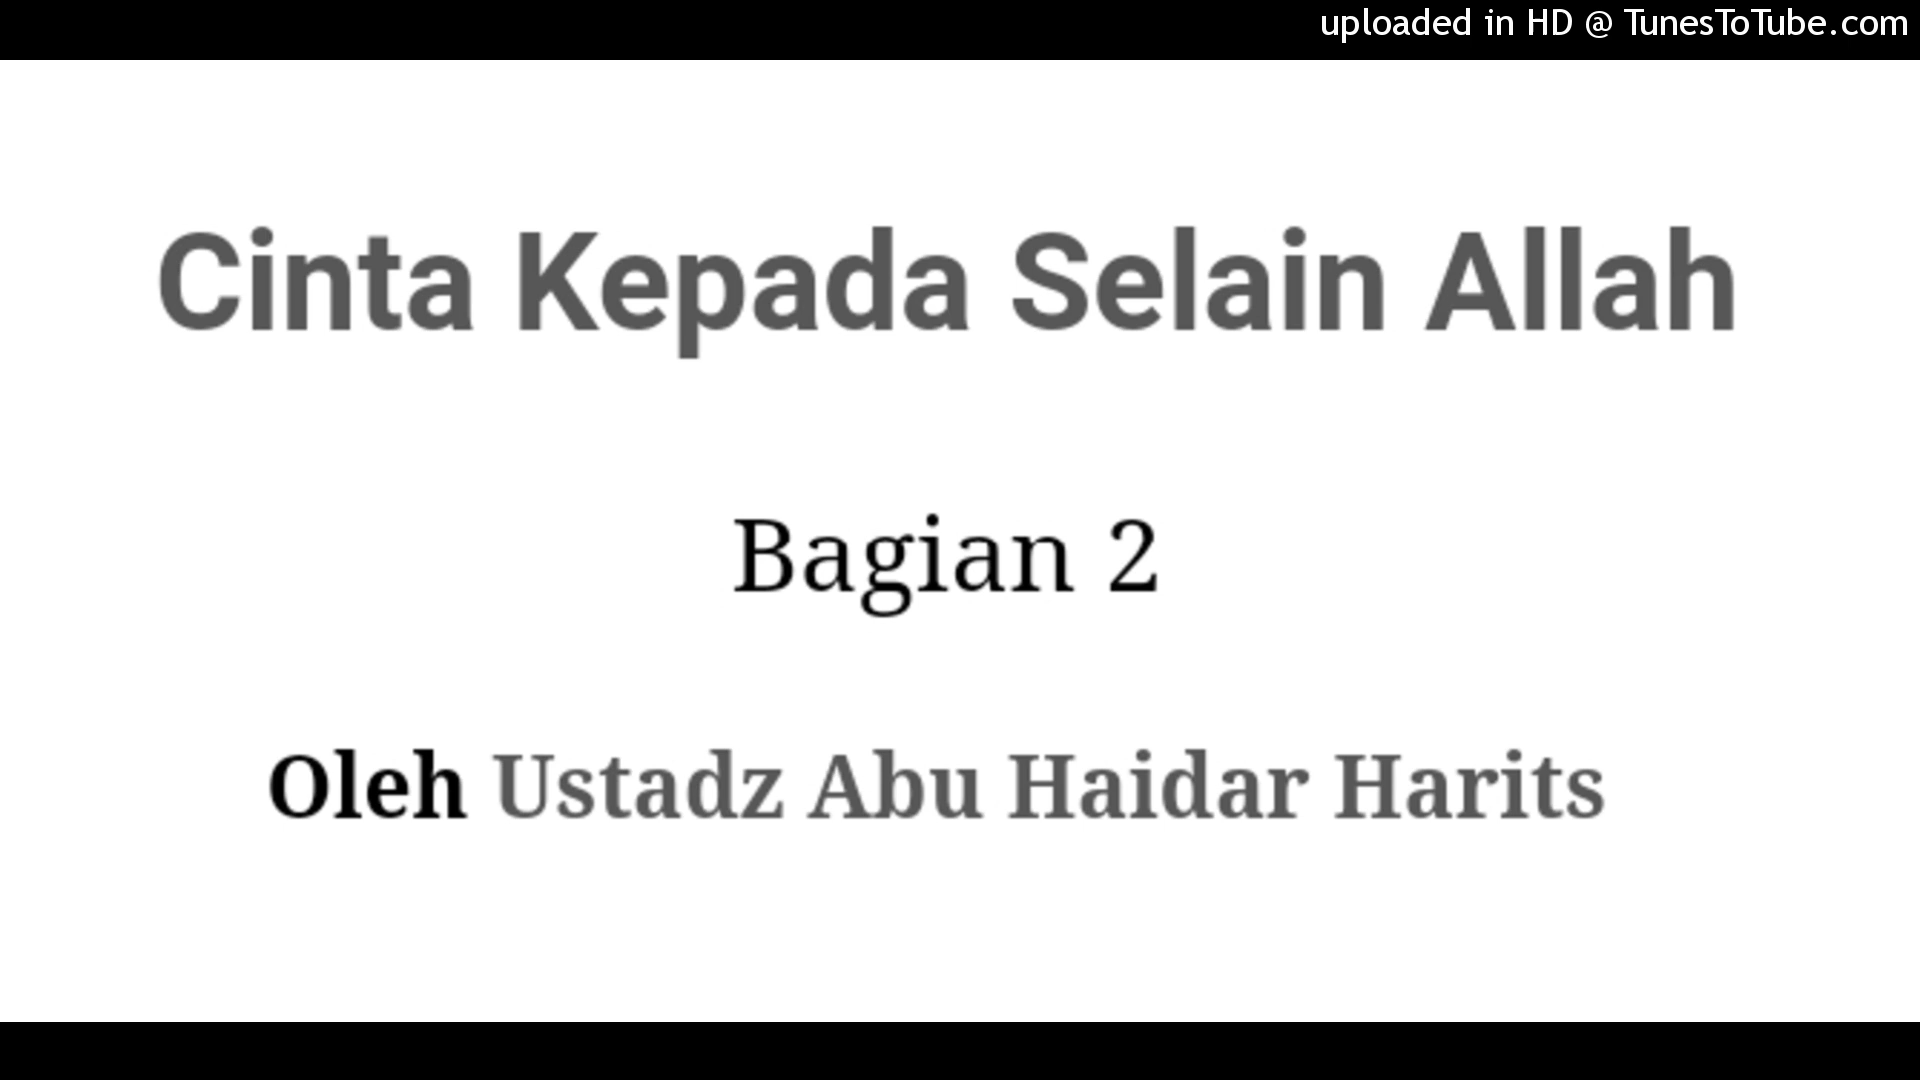 uploaded in HD @ TunesToTube.com
Cinta Kepada Selain Allah
Bagian 2
Oleh Ustadz Abu Haidar Harits